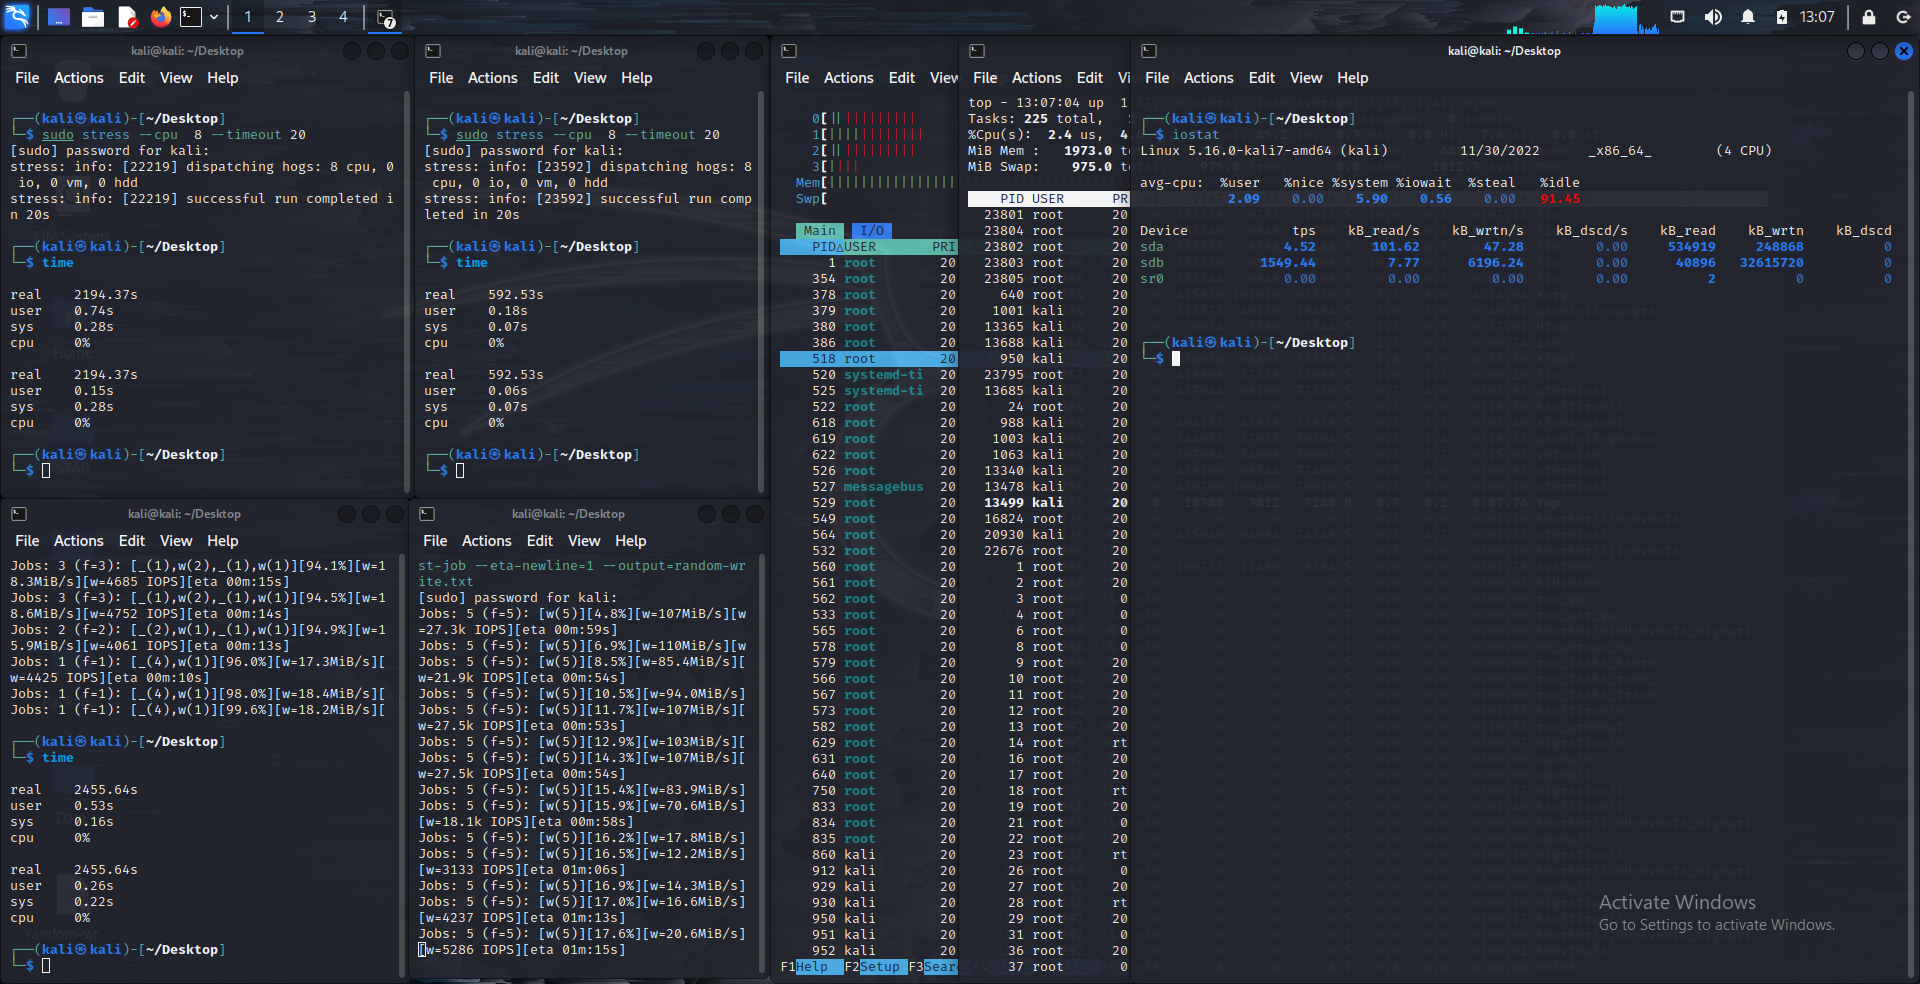 1 2 3 4 7 13:07
kali@kali: ~/Desktop
File Actions Edit View Help
┌──(kali㉿kali)-[~/Desktop]
└─$ sudo stress --cpu  8 --timeout 20
[sudo] password for kali:
stress: info: [22219] dispatching hogs: 8 cpu, 0
 io, 0 vm, 0 hdd
stress: info: [22219] successful run completed i
n 20s
┌──(kali㉿kali)-[~/Desktop]
└─$ time
real    2194.37s
user    0.74s
sys     0.28s
cpu     0%
real    2194.37s
user    0.15s
sys     0.28s
cpu     0%
┌──(kali㉿kali)-[~/Desktop]
└─$
kali@kali: ~/Desktop
File Actions Edit View Help
┌──(kali㉿kali)-[~/Desktop]
└─$ sudo stress --cpu  8 --timeout 20
[sudo] password for kali:
stress: info: [23592] dispatching hogs: 8
 cpu, 0 io, 0 vm, 0 hdd
stress: info: [23592] successful run comp
leted in 20s
┌──(kali㉿kali)-[~/Desktop]
└─$ time
real    592.53s
user    0.18s
sys     0.07s
cpu     0%
real    592.53s
user    0.06s
sys     0.07s
cpu     0%
┌──(kali㉿kali)-[~/Desktop]
└─$
kali@kali: ~/Desktop
File Actions Edit View Help
Jobs: 3 (f=3): [_(1),w(2),_(1),w(1)][94.1%][w=1
8.3MiB/s][w=4685 IOPS][eta 00m:15s]
Jobs: 3 (f=3): [_(1),w(2),_(1),w(1)][94.5%][w=1
8.6MiB/s][w=4752 IOPS][eta 00m:14s]
Jobs: 2 (f=2): [_(2),w(1),_(1),w(1)][94.9%][w=1
5.9MiB/s][w=4061 IOPS][eta 00m:13s]
Jobs: 1 (f=1): [_(4),w(1)][96.0%][w=17.3MiB/s][
w=4425 IOPS][eta 00m:10s]
Jobs: 1 (f=1): [_(4),w(1)][98.0%][w=18.4MiB/s][
Jobs: 1 (f=1): [_(4),w(1)][99.6%][w=18.2MiB/s][
┌──(kali㉿kali)-[~/Desktop]
└─$ time
real    2455.64s
user    0.53s
sys     0.16s
cpu     0%
real    2455.64s
user    0.26s
sys     0.22s
cpu     0%
┌──(kali㉿kali)-[~/Desktop]
└─$
kali@kali: ~/Desktop
File Actions Edit View Help
st-job --eta-newline=1 --output=random-wr
ite.txt
[sudo] password for kali:
Jobs: 5 (f=5): [w(5)][4.8%][w=107MiB/s][w
=27.3k IOPS][eta 00m:59s]
Jobs: 5 (f=5): [w(5)][6.9%][w=110MiB/s][w
Jobs: 5 (f=5): [w(5)][8.5%][w=85.4MiB/s][
w=21.9k IOPS][eta 00m:54s]
Jobs: 5 (f=5): [w(5)][10.5%][w=94.0MiB/s]
Jobs: 5 (f=5): [w(5)][11.7%][w=107MiB/s][
w=27.5k IOPS][eta 00m:53s]
Jobs: 5 (f=5): [w(5)][12.9%][w=103MiB/s][
Jobs: 5 (f=5): [w(5)][14.3%][w=107MiB/s][
w=27.5k IOPS][eta 00m:54s]
Jobs: 5 (f=5): [w(5)][15.4%][w=83.9MiB/s]
Jobs: 5 (f=5): [w(5)][15.9%][w=70.6MiB/s]
[w=18.1k IOPS][eta 00m:58s]
Jobs: 5 (f=5): [w(5)][16.2%][w=17.8MiB/s]
Jobs: 5 (f=5): [w(5)][16.5%][w=12.2MiB/s]
[w=3133 IOPS][eta 01m:06s]
Jobs: 5 (f=5): [w(5)][16.9%][w=14.3MiB/s]
Jobs: 5 (f=5): [w(5)][17.0%][w=16.6MiB/s]
[w=4237 IOPS][eta 01m:13s]
Jobs: 5 (f=5): [w(5)][17.6%][w=20.6MiB/s]
[w=5286 IOPS][eta 01m:15s]
File Actions Edit View
0[
1[
2[
3[
Mem[
Swp[
Main I/O
PID△USER PRI
1 root 20
354 root 20
378 root 20
379 root 20
380 root 20
386 root 20
518 root 20
520 systemd-ti 20
525 systemd-ti 20
522 root 20
618 root 20
619 root 20
622 root 20
526 root 20
527 messagebus 20
529 root 20
549 root 20
564 root 20
532 root 20
560 root 20
561 root 20
562 root 20
533 root 20
565 root 20
578 root 20
579 root 20
566 root 20
567 root 20
573 root 20
582 root 20
629 root 20
631 root 20
640 root 20
750 root 20
833 root 20
834 root 20
835 root 20
860 kali 20
912 kali 20
929 kali 20
930 kali 20
950 kali 20
951 kali 20
952 kali 20
F1Help F2Setup F3Sear
File Actions Edit Vi
top - 13:07:04 up 1
Tasks: 225 total,
%Cpu(s): 2.4 us, 4
MiB Mem : 1973.0 t
MiB Swap: 975.0 t
PID USER PR
23801 root 20
23804 root 20
23802 root 20
23803 root 20
23805 root 20
640 root 20
1001 kali 20
13365 root 20
13688 kali 20
950 kali 20
23795 root 20
13685 kali 20
24 root 20
988 kali 20
1003 kali 20
1063 kali 20
13340 kali 20
13478 kali 20
13499 kali 20
16824 root 20
20930 kali 20
22676 root 20
1 root 20
2 root 20
3 root 0
4 root 0
6 root 0
8 root 0
9 root 20
10 root 20
11 root 20
12 root 20
13 root 20
14 root rt
16 root 20
17 root 20
18 root rt
19 root 20
21 root 0
22 root 20
23 root rt
26 root 0
27 root 20
28 root rt
29 root 20
31 root 0
36 root 20
37 root 0
kali@kali: ~/Desktop
File Actions Edit View Help
┌──(kali㉿kali)-[~/Desktop]
└─$ iostat
Linux 5.16.0-kali7-amd64 (kali) 11/30/2022 _x86_64_ (4 CPU)
avg-cpu: %user %nice %system %iowait %steal %idle
2.09 0.00 5.90 0.56 0.00 91.45
Device tps kB_read/s kB_wrtn/s kB_dscd/s kB_read kB_wrtn kB_dscd
sda 4.52 101.62 47.28 0.00 534919 248868 0
sdb 1549.44 7.77 6196.24 0.00 40896 32615720 0
sr0 0.00 0.00 0.00 0.00 2 0 0
┌──(kali㉿kali)-[~/Desktop]
└─$
Activate Windows
Go to Settings to activate Windows.